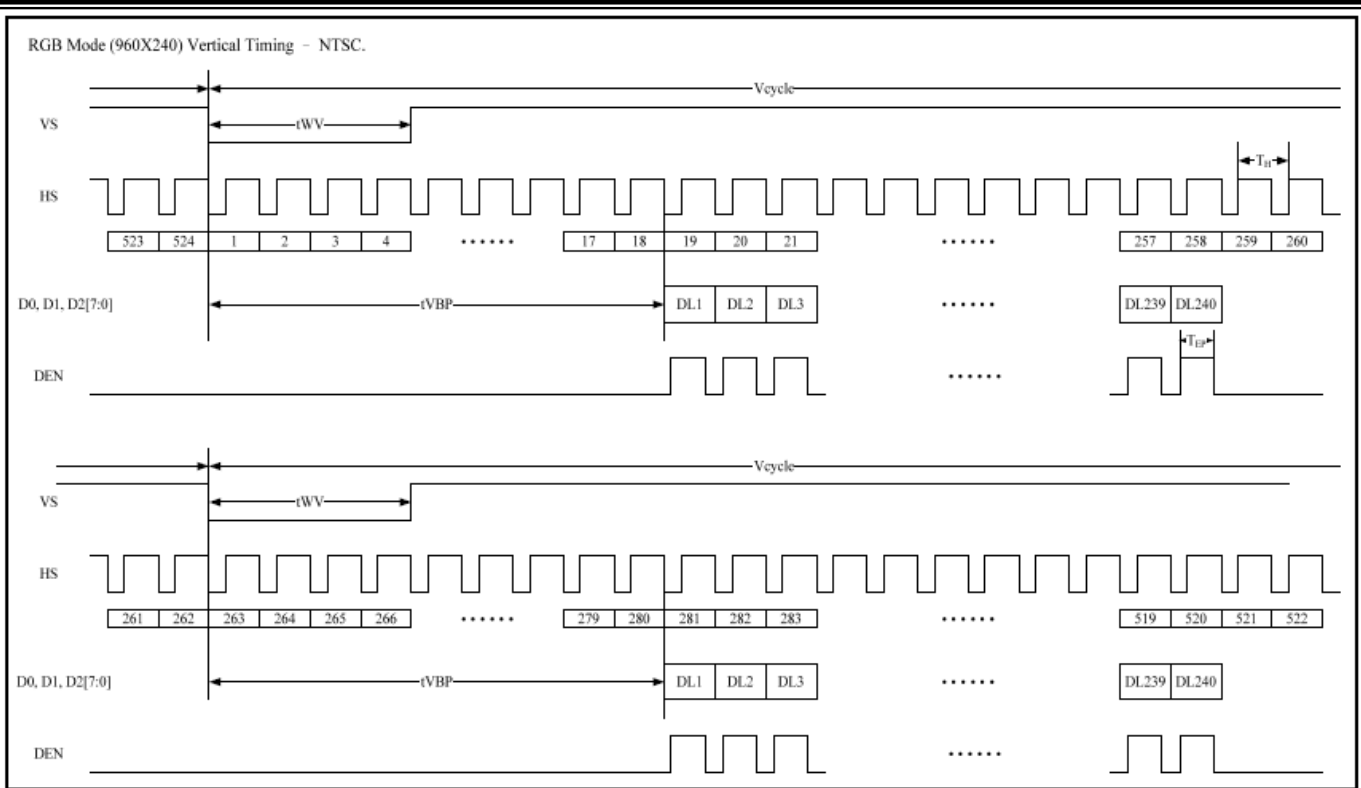 RGB Mode (960X240) Vertical Timing – NTSC.
Vcycle
VS
tWV
HS
T_H
523 524 1 2 3 4 ...... 17 18 19 20 21 ...... 257 258 259 260
D0, D1, D2[7:0]
tVBP
DL1 DL2 DL3 ...... DL239 DL240
T_EP
DEN
......
Vcycle
VS
tWV
HS
261 262 263 264 265 266 ...... 279 280 281 282 283 ...... 519 520 521 522
D0, D1, D2[7:0]
tVBP
DL1 DL2 DL3 ...... DL239 DL240
DEN
......